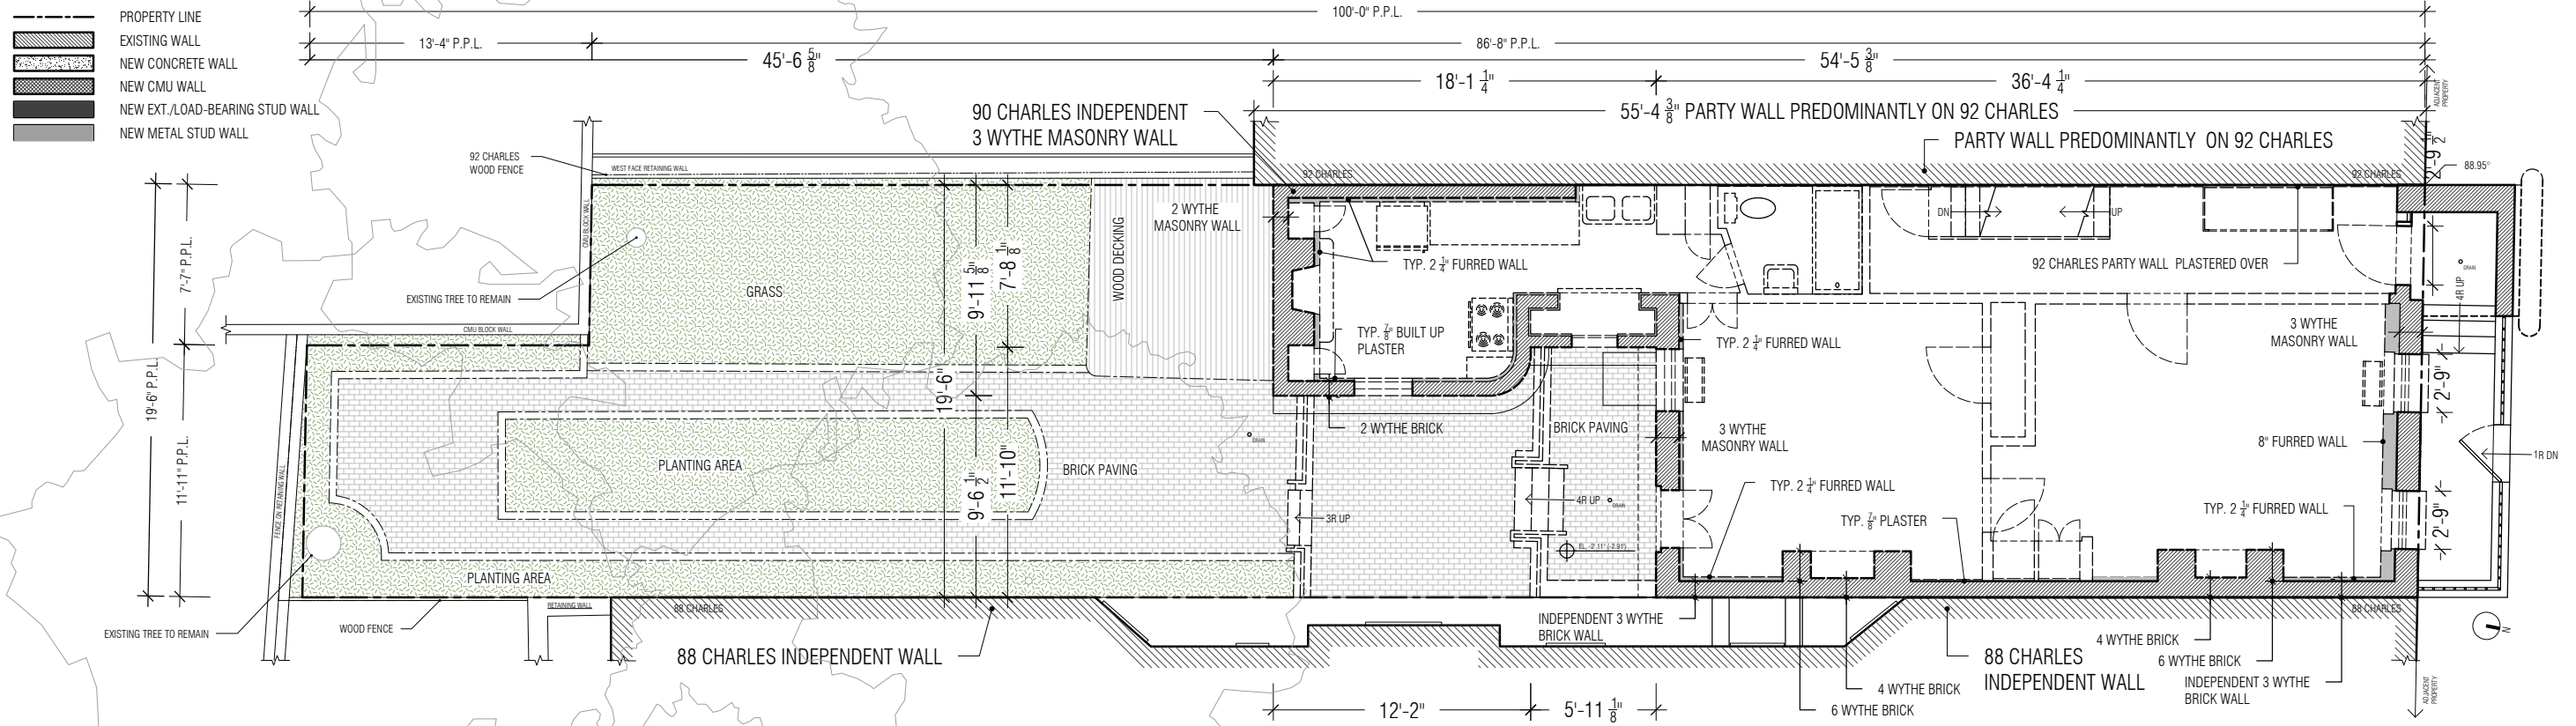 PROPERTY LINE
EXISTING WALL
NEW CONCRETE WALL
NEW CMU WALL
NEW EXT./LOAD-BEARING STUD WALL
NEW METAL STUD WALL
100'-0" P.P.L.
13'-4" P.P.L.
86'-8" P.P.L.
45'-6 5/8"
54'-5 3/8"
18'-1 1/4"
36'-4 1/4"
55'-4 3/8" PARTY WALL PREDOMINANTLY ON 92 CHARLES
ADJACENT
PROPERTY
90 CHARLES INDEPENDENT
3 WYTHE MASONRY WALL
PARTY WALL PREDOMINANTLY ON 92 CHARLES
92 CHARLES
WOOD FENCE
WEST FACE RETAINING WALL
92 CHARLES
92 CHARLES
88.95°
CMU BLOCK WALL
2 WYTHE
MASONRY WALL
WOOD DECKING
DN
UP
7'-7" P.P.L.
19'-6" P.P.L.
11'-11" P.P.L.
EXISTING TREE TO REMAIN
GRASS
9'-11 5/8"
7'-8 1/8"
19'-6"
TYP. 2 1/4" FURRED WALL
92 CHARLES PARTY WALL PLASTERED OVER
DRAIN
4R UP
CMU BLOCK WALL
TYP. 7/8" BUILT UP
PLASTER
TYP. 2 1/4" FURRED WALL
3 WYTHE
MASONRY WALL
2'-9"
2 WYTHE BRICK
BRICK PAVING
3 WYTHE
MASONRY WALL
8" FURRED WALL
1R DN
DRAIN
PLANTING AREA
BRICK PAVING
9'-6 1/2"
11'-10"
FENCE ON RETAINING WALL
TYP. 2 1/4" FURRED WALL
4R UP
DRAIN
3R UP
TYP. 7/8" PLASTER
TYP. 2 1/4" FURRED WALL
2'-9"
EL. -2.11" (-2.91')
PLANTING AREA
RETAINING WALL
88 CHARLES
88 CHARLES
EXISTING TREE TO REMAIN
WOOD FENCE
INDEPENDENT 3 WYTHE
BRICK WALL
N
88 CHARLES INDEPENDENT WALL
88 CHARLES
INDEPENDENT WALL
4 WYTHE BRICK
6 WYTHE BRICK
INDEPENDENT 3 WYTHE
BRICK WALL
4 WYTHE BRICK
6 WYTHE BRICK
ADJACENT
PROPERTY
12'-2"
5'-11 1/8"